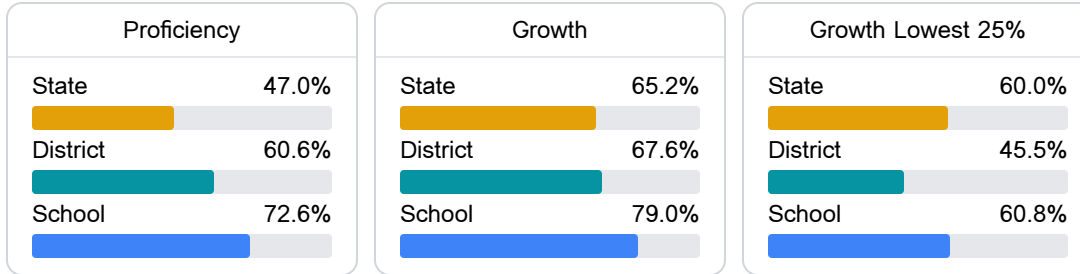 Proficiency
State 47.0%
District 60.6%
School 72.6%
Growth
State 65.2%
District 67.6%
School 79.0%
Growth Lowest 25%
State 60.0%
District 45.5%
School 60.8%